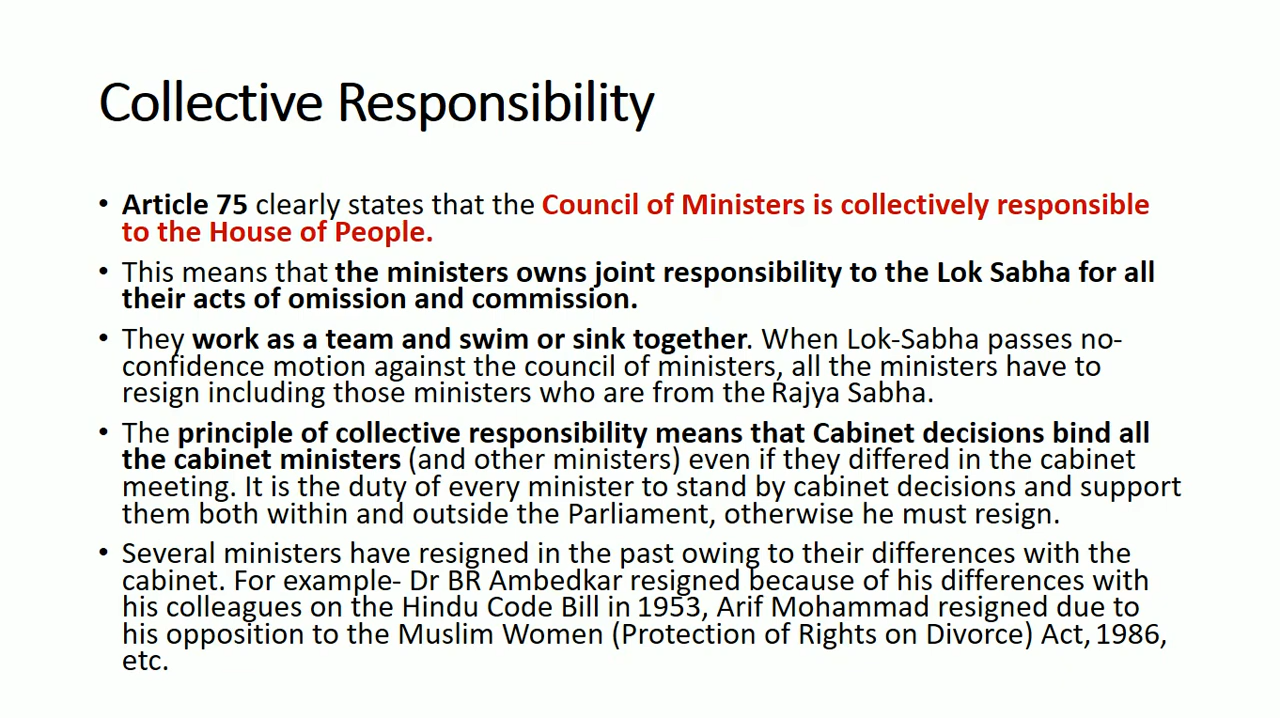 Collective Responsibility
• Article 75 clearly states that the Council of Ministers is collectively responsible
to the House of People.
• This means that the ministers owns joint responsibility to the Lok Sabha for all
their acts of omission and commission.
• They work as a team and swim or sink together. When Lok-Sabha passes no-
confidence motion against the council of ministers, all the ministers have to
resign including those ministers who are from the Rajya Sabha.
• The principle of collective responsibility means that Cabinet decisions bind all
the cabinet ministers (and other ministers) even if they differed in the cabinet
meeting. It is the duty of every minister to stand by cabinet decisions and support
them both within and outside the Parliament, otherwise he must resign.
• Several ministers have resigned in the past owing to their differences with the
cabinet. For example- Dr BR Ambedkar resigned because of his differences with
his colleagues on the Hindu Code Bill in 1953, Arif Mohammad resigned due to
his opposition to the Muslim Women (Protection of Rights on Divorce) Act, 1986,
etc.